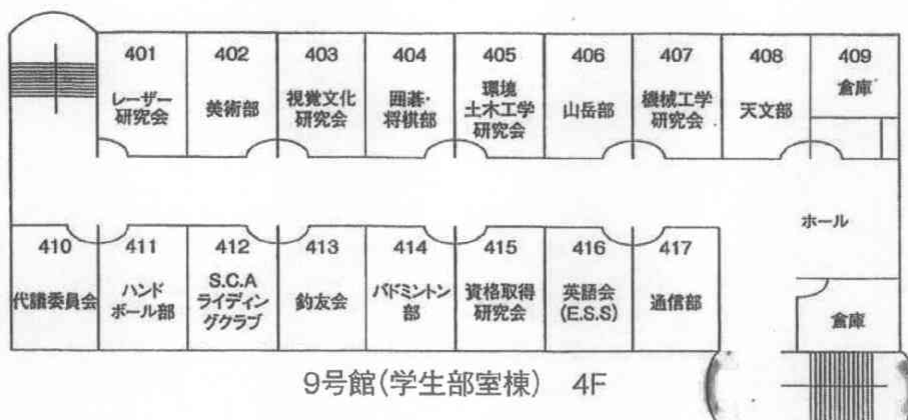 401
レーザー
研究会
402
美術部
403
視覚文化
研究会
404
囲碁・
将棋部
405
環境
土木工学
研究会
406
山岳部
407
機械工学
研究会
408
天文部
409
倉庫
ホール
410
代議委員会
411
ハンド
ボール部
412
S.C.A
ライディン
グクラブ
413
釣友会
414
バドミントン
部
415
資格取得
研究会
416
英語会
(E.S.S)
417
通信部
倉庫
9号館(学生部室棟) 4F